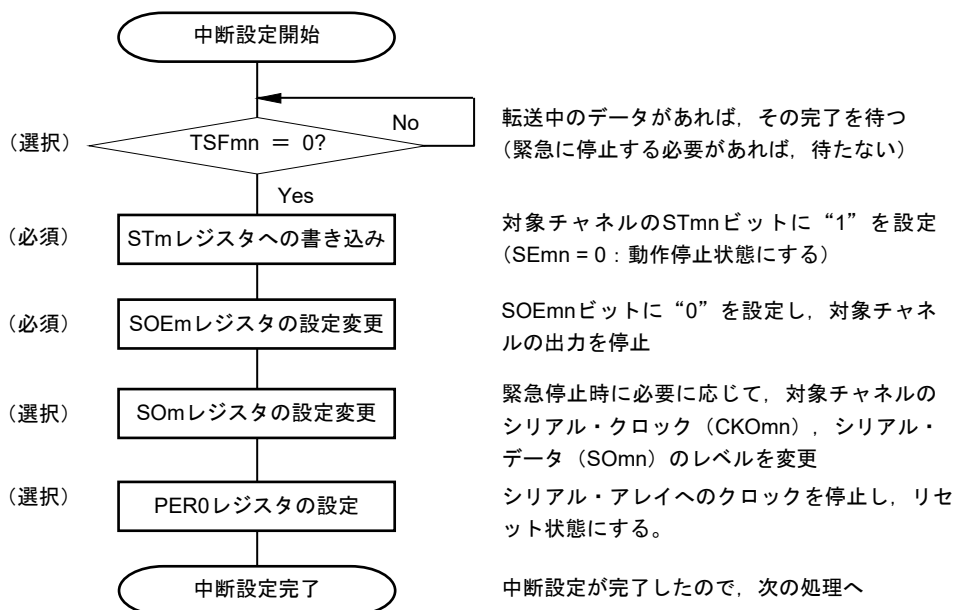 中断設定開始
（選択）
TSFmn ＝ 0?
No
転送中のデータがあれば，その完了を待つ
（緊急に停止する必要があれば，待たない）
Yes
（必須）
STmレジスタへの書き込み
対象チャネルのSTmnビットに“1”を設定
（SEmn = 0：動作停止状態にする）
（必須）
SOEmレジスタの設定変更
SOEmnビットに“0”を設定し，対象チャネ
ルの出力を停止
（選択）
SOmレジスタの設定変更
緊急停止時に必要に応じて，対象チャネルの
シリアル・クロック（CKOmn），シリアル・
データ（SOmn）のレベルを変更
（選択）
PER0レジスタの設定
シリアル・アレイへのクロックを停止し，リセ
ット状態にする。
中断設定完了
中断設定が完了したので，次の処理へ